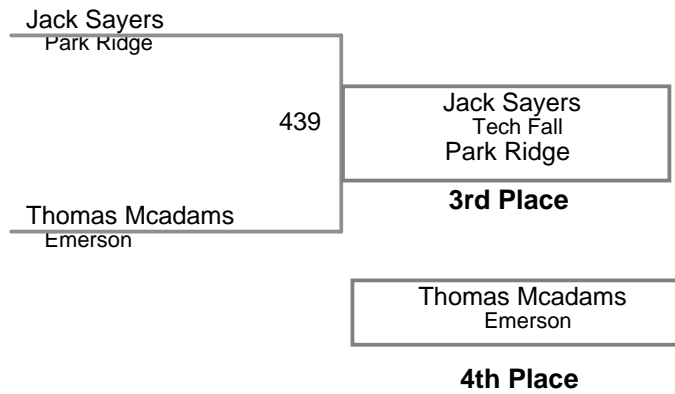 Jack Sayers
Park Ridge
439
Jack Sayers
Tech Fall
Park Ridge
3rd Place
Thomas Mcadams
Emerson
Thomas Mcadams
Emerson
4th Place